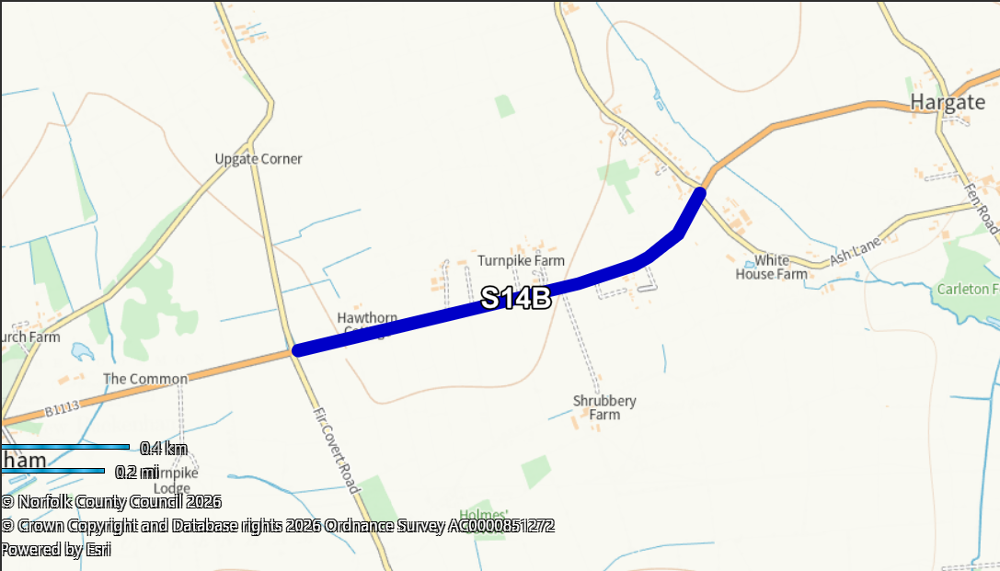 Hargate
Upgate Corner
Fen Road
Ash Lane
Turnpike Farm
White
House Farm
Carleton F
S14B
Hawthorn
urch Farm
The Common
B1113
Fir Covert Road
Shrubbery
Farm
0.4 km
ham
0.2 mi
rnpike
Lodge
© Norfolk County Council 2026
Holmes'
© Crown Copyright and Database rights 2026 Ordnance Survey AC0000851272
Powered by Esri